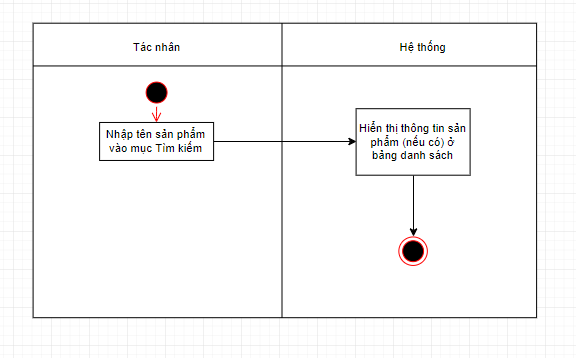 Tác nhân
Hệ thống
Nhập tên sản phẩm
vào mục Tìm kiếm
Hiển thị thông tin sản
phẩm (nếu có) ở
bảng danh sách